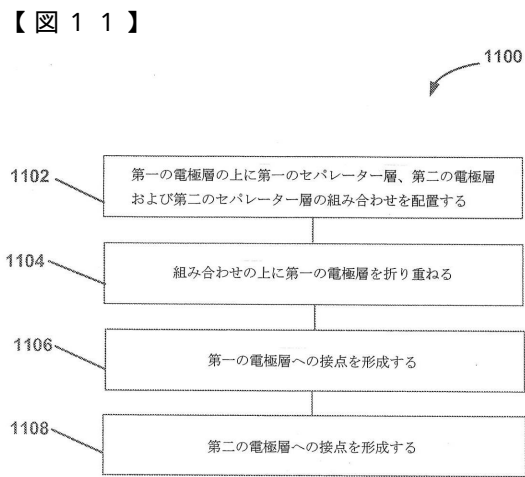 【図11】
1100
1102
第一の電極層の上に第一のセパレーター層、第二の電極層
および第二のセパレーター層の組み合わせを配置する
1104
組み合わせの上に第一の電極層を折り重ねる
1106
第一の電極層への接点を形成する
1108
第二の電極層への接点を形成する